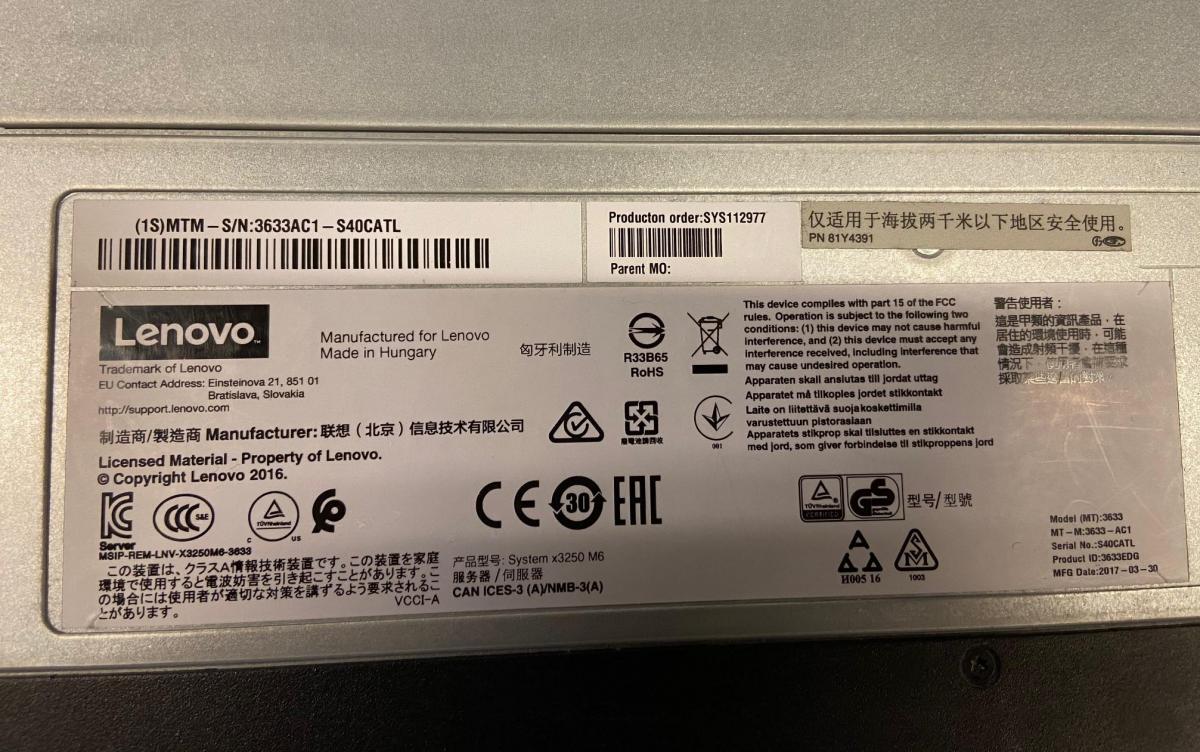 (1S)MTM – S/N:3633AC1 – S40CATL
Producton order:SYS112977
Parent MO:
仅适用于海拔两千米以下地区安全使用。
PN 81Y4391
Lenovo™
Trademark of Lenovo
EU Contact Address: Einsteinova 21, 851 01
Bratislava, Slovakia
http://support.lenovo.com
Manufactured for Lenovo
Made in Hungary
匈牙利制造
R33B65
RoHS
This device complies with part 15 of the FCC
rules. Operation is subject to the following two
conditions: (1) this device may not cause harmful
interference, and (2) this device must accept any
interference received, including interference that
may cause undesired operation.
Apparaten skall anslutas till jordat uttag
Apparatet må tilkoples jordet stikkontakt
Laite on liitettävä suojakoskettimilla
varustettuun pistorasiaan
Apparatets stikprop skal tilsluttes en stikkontakt
med jord, som giver forbindelse til stikproppens jord
警告使用者：
這是甲類的資訊產品，在
居住的環境使用時，可能
會造成射頻干擾，在這種
情況下，
採取
制造商/製造商 Manufacturer: 联想（北京）信息技术有限公司
廢電池請回收
001
Licensed Material - Property of Lenovo.
© Copyright Lenovo 2016.
S&E
TÜVRheinland
C US
CE
30
EAC
TÜVRheinland
CERTIFIED
GS
型号/型號
Server
MSIP-REM-LNV-X3250M6-3633
この装置は、クラスA情報技術装置です。この装置を家庭
環境で使用すると電波妨害を引き起こすことがあります。こ
の場合には使用者が適切な対策を講ずるよう要求されるこ
とがあります。
VCCI-A
产品型号: System x3250 M6
服务器 / 伺服器
CAN ICES-3 (A)/NMB-3(A)
H005 16
1003
Model (MT):3633
MT-M:3633-AC1
Serial No.:S40CATL
Product ID:3633EDG
MFG Date:2017-03-30